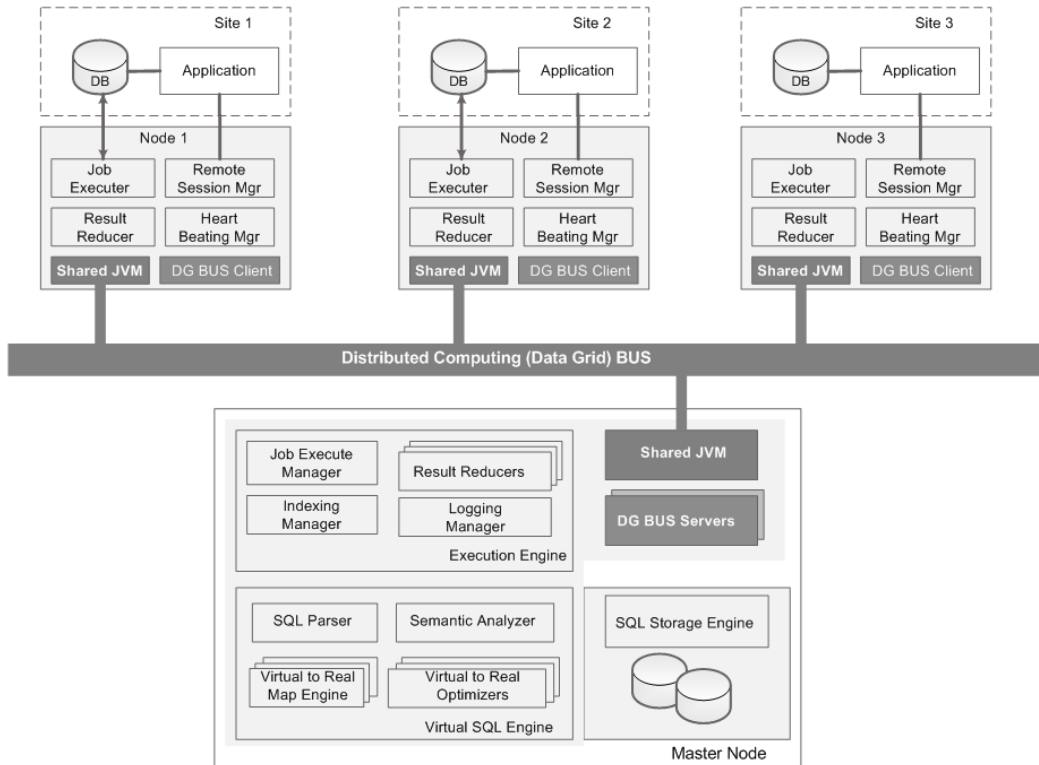 Site 1
DB
Application
Site 2
DB
Application
Site 3
DB
Application
Node 1
Job
Executer
Remote
Session Mgr
Result
Reducer
Heart
Beating Mgr
Shared JVM
DG BUS Client
Node 2
Job
Executer
Remote
Session Mgr
Result
Reducer
Heart
Beating Mgr
Shared JVM
DG BUS Client
Node 3
Job
Executer
Remote
Session Mgr
Result
Reducer
Heart
Beating Mgr
Shared JVM
DG BUS Client
Distributed Computing (Data Grid) BUS
Job Execute
Manager
Result Reducers
Indexing
Manager
Logging
Manager
Execution Engine
Shared JVM
DG BUS Servers
SQL Parser
Semantic Analyzer
Virtual to Real
Map Engine
Virtual to Real
Optimizers
Virtual SQL Engine
SQL Storage Engine
Master Node